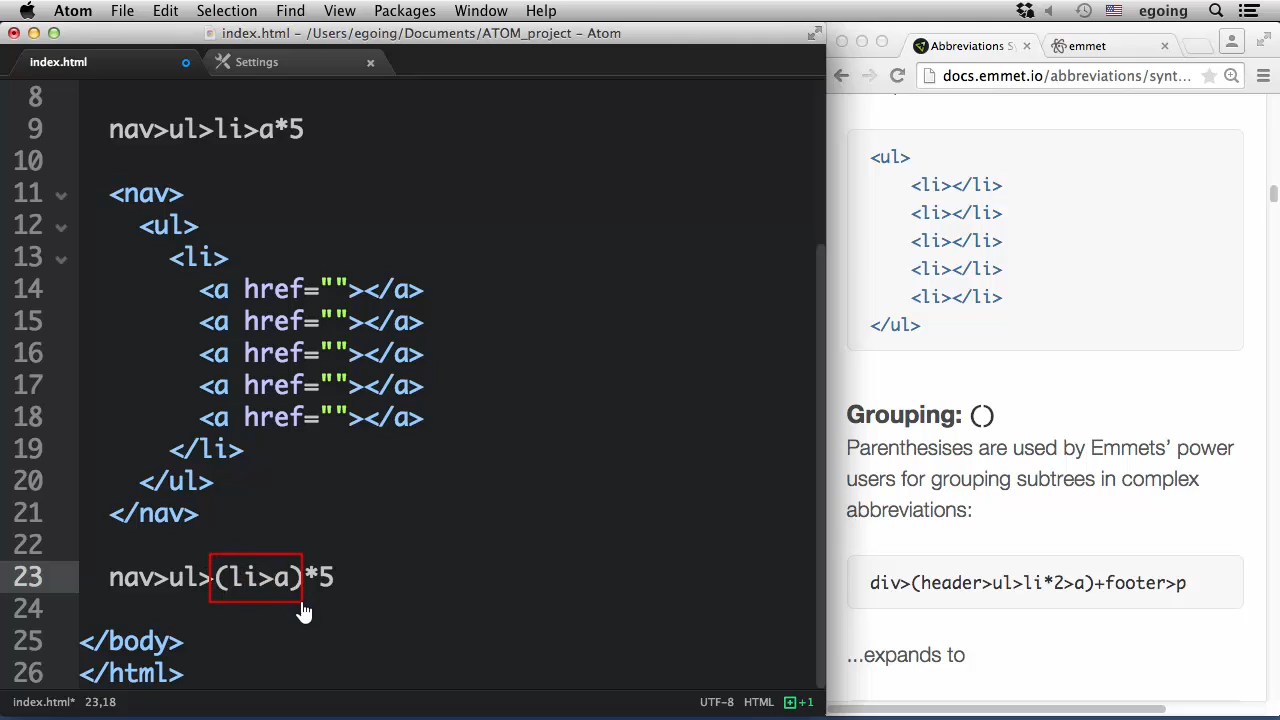 Atom File Edit Selection Find View Packages Window Help egoing
index.html - /Users/egoing/Documents/ATOM_project - Atom
index.html Settings
8
9 nav>ul>li>a*5
10
11 <nav>
12 <ul>
13 <li>
14 <a href=""></a>
15 <a href=""></a>
16 <a href=""></a>
17 <a href=""></a>
18 <a href=""></a>
19 </li>
20 </ul>
21 </nav>
22
23 nav>ul>(li>a)*5
24
25 </body>
26 </html>
index.html* 23,18 UTF-8 HTML +1
Abbreviations Sy emmet
docs.emmet.io/abbreviations/synt...
<ul>
<li></li>
<li></li>
<li></li>
<li></li>
<li></li>
</ul>
Grouping: ()
Parenthesises are used by Emmets’ power
users for grouping subtrees in complex
abbreviations:
div>(header>ul>li*2>a)+footer>p
...expands to